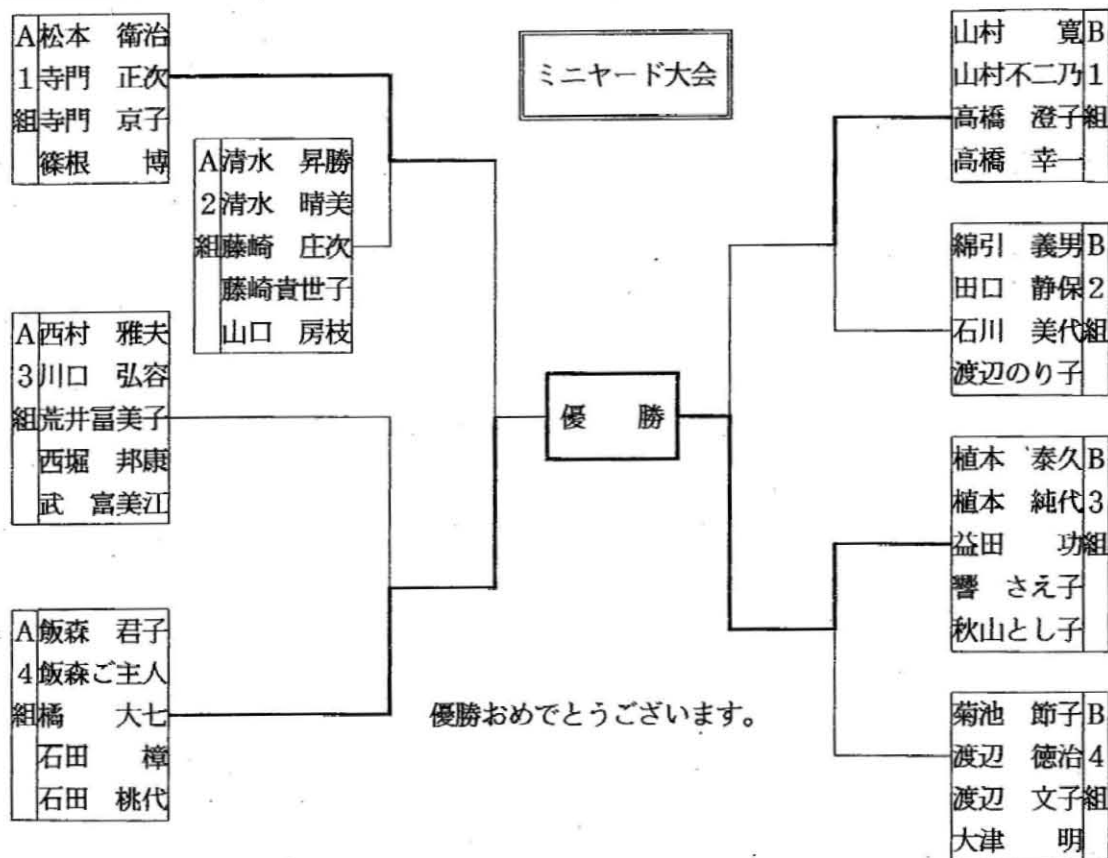 ミニヤード大会
A1組
松本 衛治
寺門 正次
寺門 京子
篠根 博
A2組
清水 昇勝
清水 晴美
藤崎 庄次
藤崎貴世子
山口 房枝
A3組
西村 雅夫
川口 弘容
荒井冨美子
西堀 邦康
武 富美江
A4組
飯森 君子
飯森ご主人
橘 大七
石田 樟
石田 桃代
優 勝
優勝おめでとうございます。
山村 寛
山村不二乃
高橋 澄子
高橋 幸一
B1組
綿引 義男
田口 静保
石川 美代
渡辺のり子
B2組
植本 泰久
植本 純代
益田 功
響 さえ子
秋山とし子
B3組
菊池 節子
渡辺 徳治
渡辺 文子
大津 明
B4組